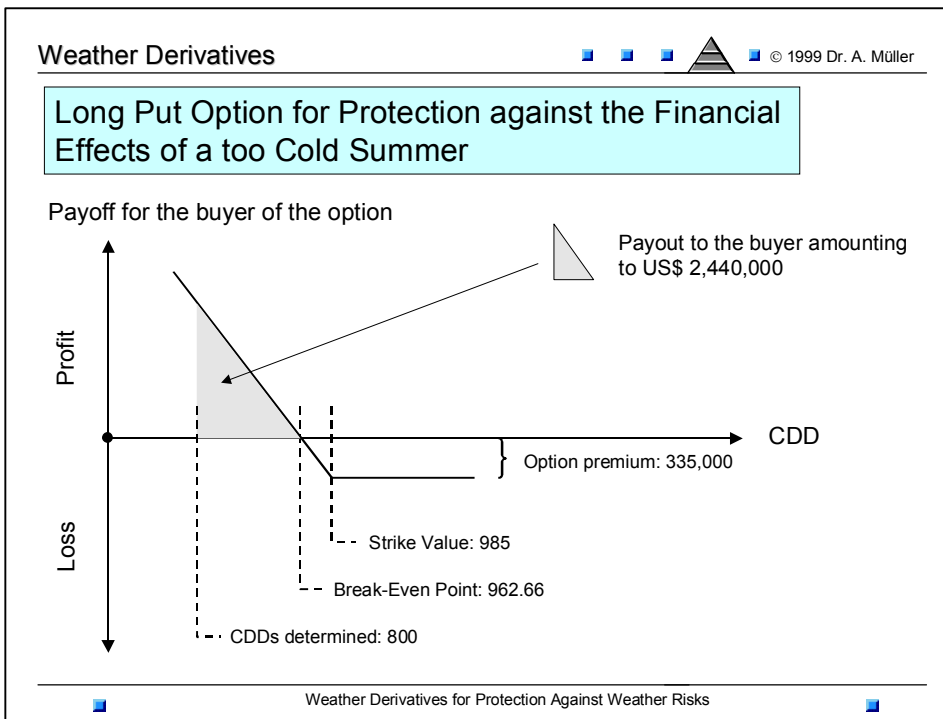 Weather Derivatives
© 1999 Dr. A. Müller
Long Put Option for Protection against the Financial
Effects of a too Cold Summer
Payoff for the buyer of the option
Payout to the buyer amounting
to US$ 2,440,000
Profit
CDD
Option premium: 335,000
Loss
Strike Value: 985
Break-Even Point: 962.66
CDDs determined: 800
Weather Derivatives for Protection Against Weather Risks